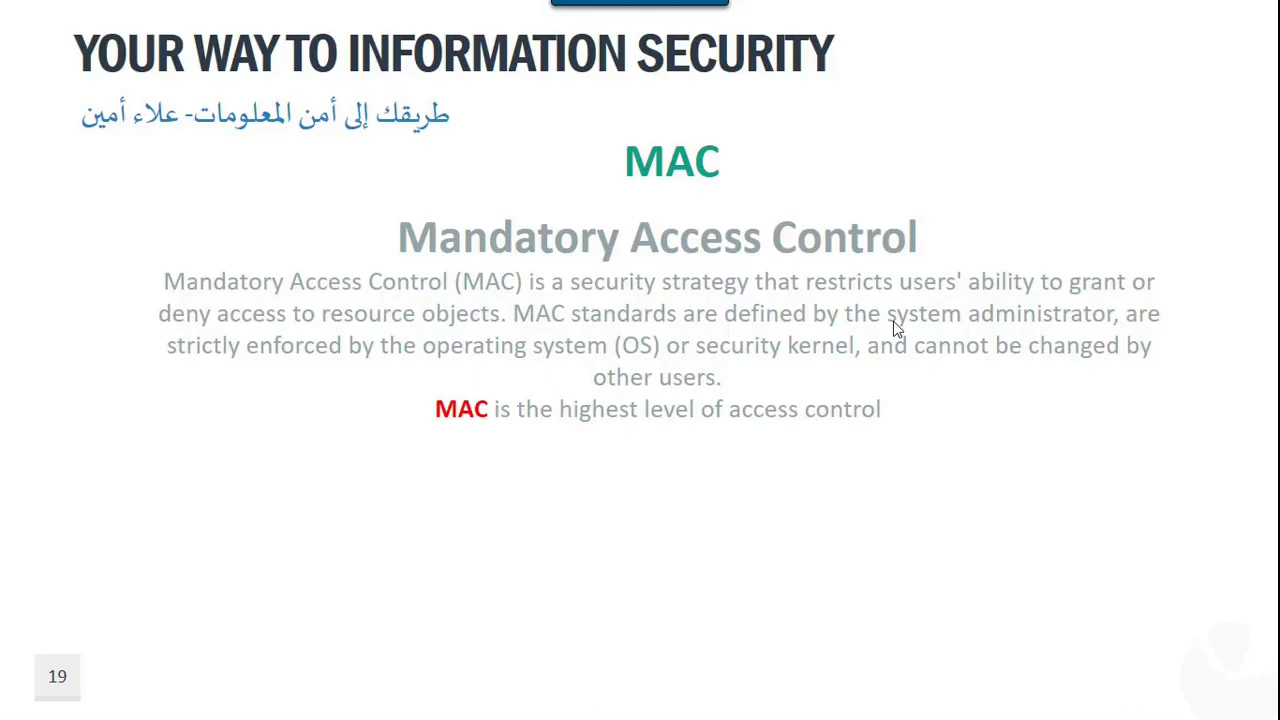 YOUR WAY TO INFORMATION SECURITY
طريقك إلى أمن المعلومات- علاء أمين
MAC
Mandatory Access Control
Mandatory Access Control (MAC) is a security strategy that restricts users' ability to grant or
deny access to resource objects. MAC standards are defined by the system administrator, are
strictly enforced by the operating system (OS) or security kernel, and cannot be changed by
other users.
MAC is the highest level of access control
19